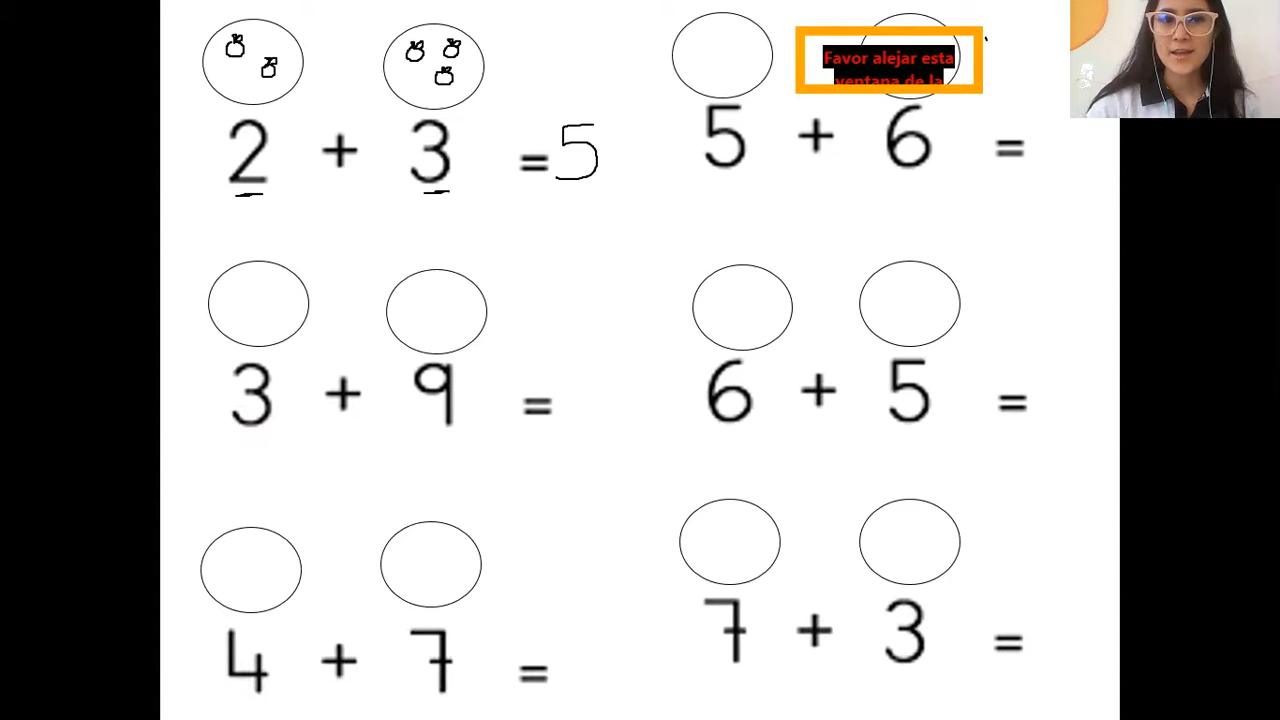 2 + 3 = 5
5 + 6 =
Favor alejar esta
ventana de la
3 + 9 =
6 + 5 =
4 + 7 =
7 + 3 =